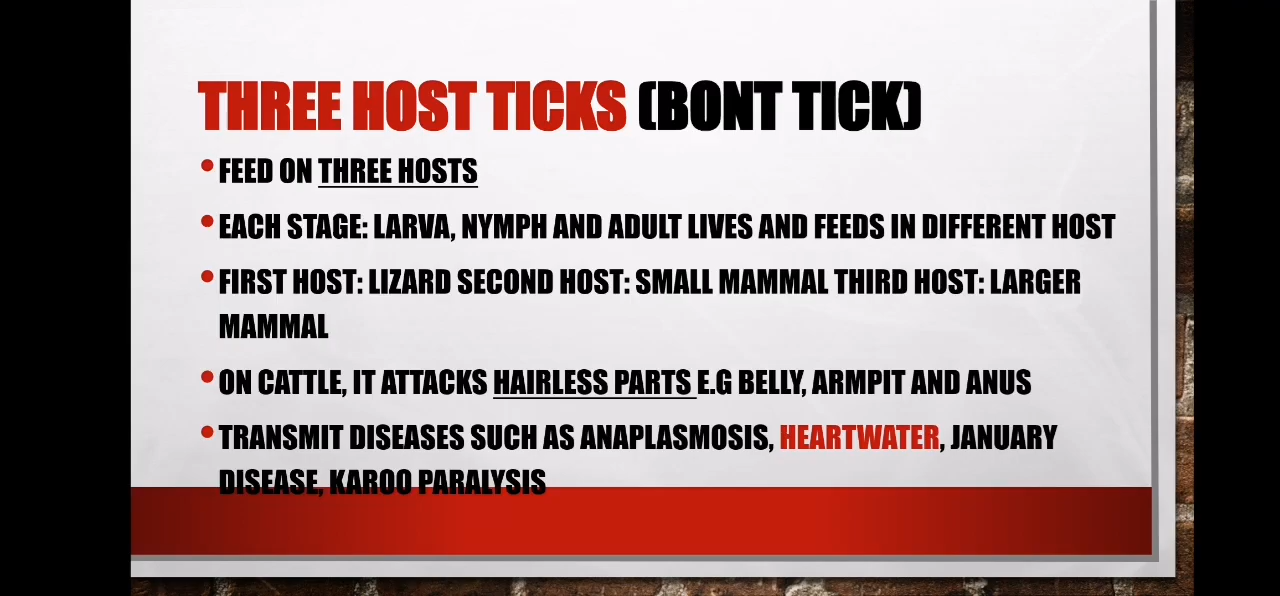 THREE HOST TICKS (BONT TICK)
•FEED ON THREE HOSTS
•EACH STAGE: LARVA, NYMPH AND ADULT LIVES AND FEEDS IN DIFFERENT HOST
•FIRST HOST: LIZARD SECOND HOST: SMALL MAMMAL THIRD HOST: LARGER
MAMMAL
•ON CATTLE, IT ATTACKS HAIRLESS PARTS E.G BELLY, ARMPIT AND ANUS
•TRANSMIT DISEASES SUCH AS ANAPLASMOSIS, HEARTWATER, JANUARY
DISEASE, KAROO PARALYSIS